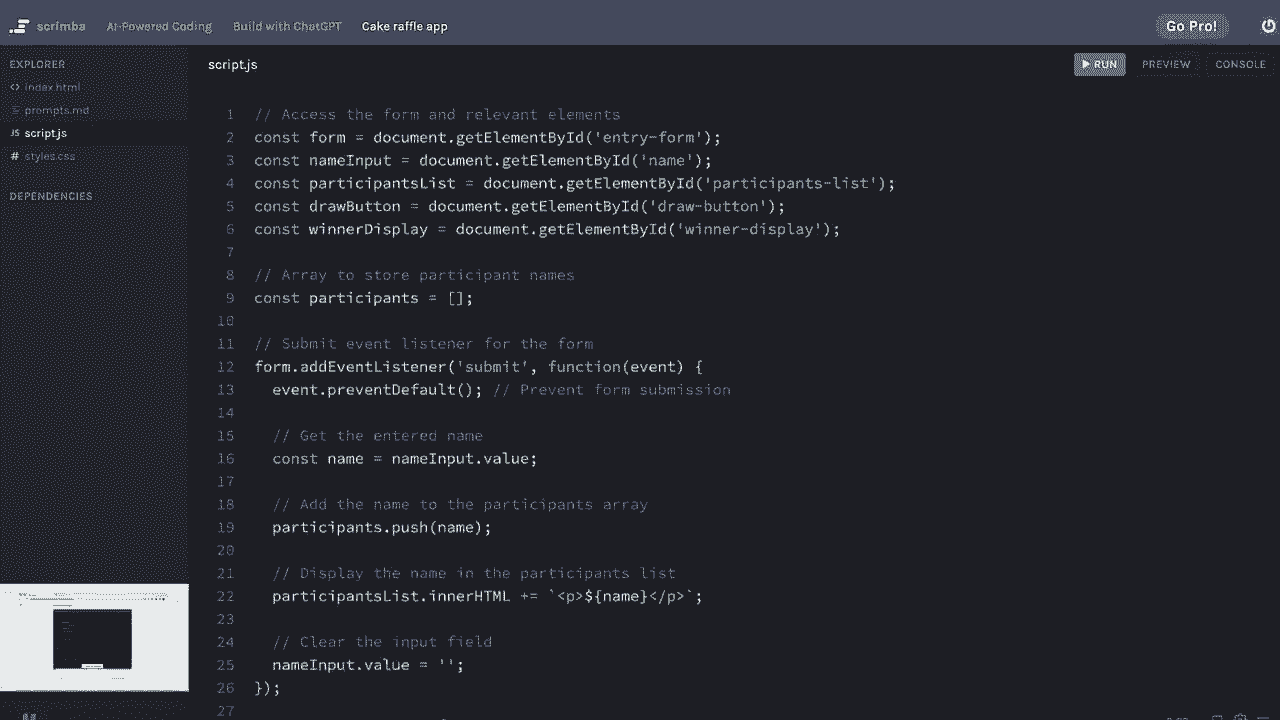 scrimba AI-Powered Coding Build with ChatGPT Cake raffle app Go Pro!
EXPLORER
index.html
prompts.md
JS script.js
# styles.css
DEPENDENCIES
script.js
RUN PREVIEW CONSOLE
1 // Access the form and relevant elements
2 const form = document.getElementById('entry-form');
3 const nameInput = document.getElementById('name');
4 const participantsList = document.getElementById('participants-list');
5 const drawButton = document.getElementById('draw-button');
6 const winnerDisplay = document.getElementById('winner-display');
7
8 // Array to store participant names
9 const participants = [];
10
11 // Submit event listener for the form
12 form.addEventListener('submit', function(event) {
13 event.preventDefault(); // Prevent form submission
14
15 // Get the entered name
16 const name = nameInput.value;
17
18 // Add the name to the participants array
19 participants.push(name);
20
21 // Display the name in the participants list
22 participantsList.innerHTML += `<p>${name}</p>`;
23
24 // Clear the input field
25 nameInput.value = '';
26 });
27